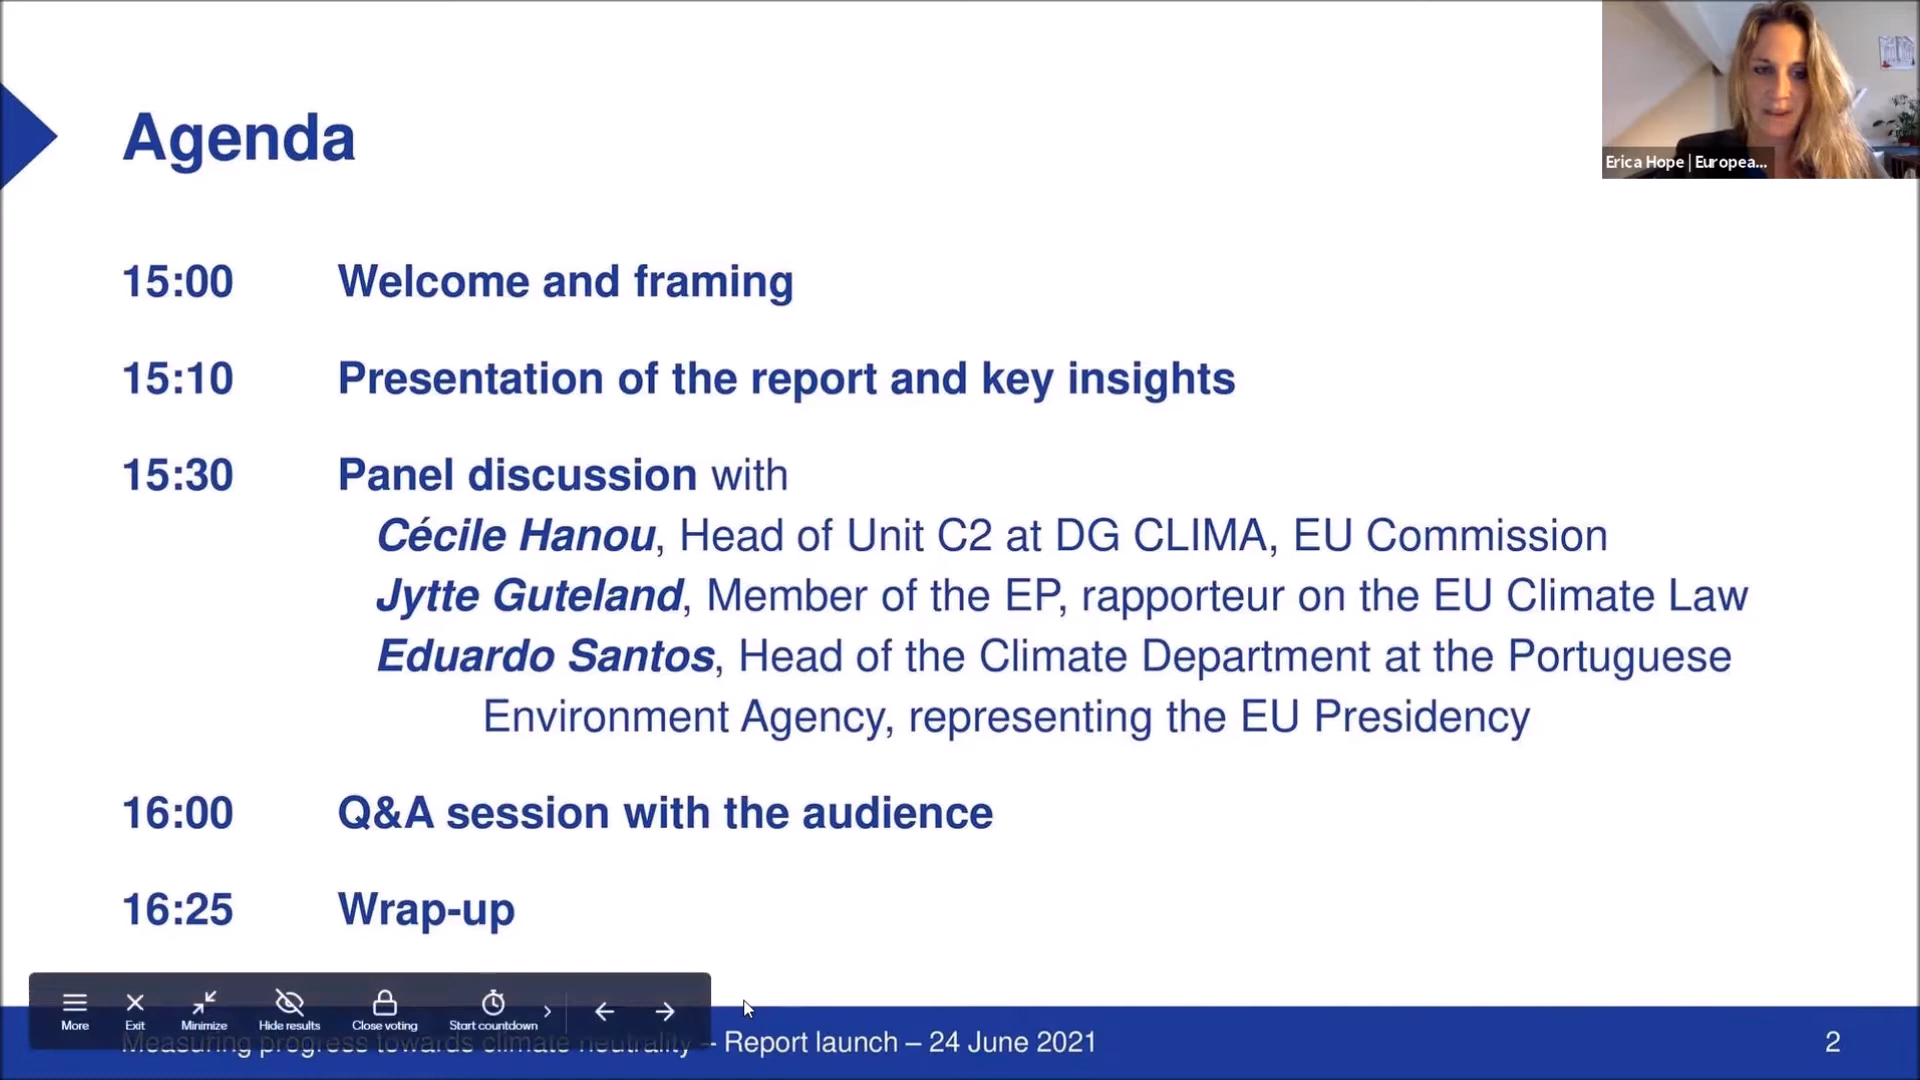 Agenda
Erica Hope | Europea...
15:00 Welcome and framing
15:10 Presentation of the report and key insights
15:30 Panel discussion with
Cécile Hanou, Head of Unit C2 at DG CLIMA, EU Commission
Jytte Guteland, Member of the EP, rapporteur on the EU Climate Law
Eduardo Santos, Head of the Climate Department at the Portuguese
Environment Agency, representing the EU Presidency
16:00 Q&A session with the audience
16:25 Wrap-up
More Exit Minimize Hide results Close voting Start countdown
Measuring progress towards climate neutrality – Report launch – 24 June 2021
2